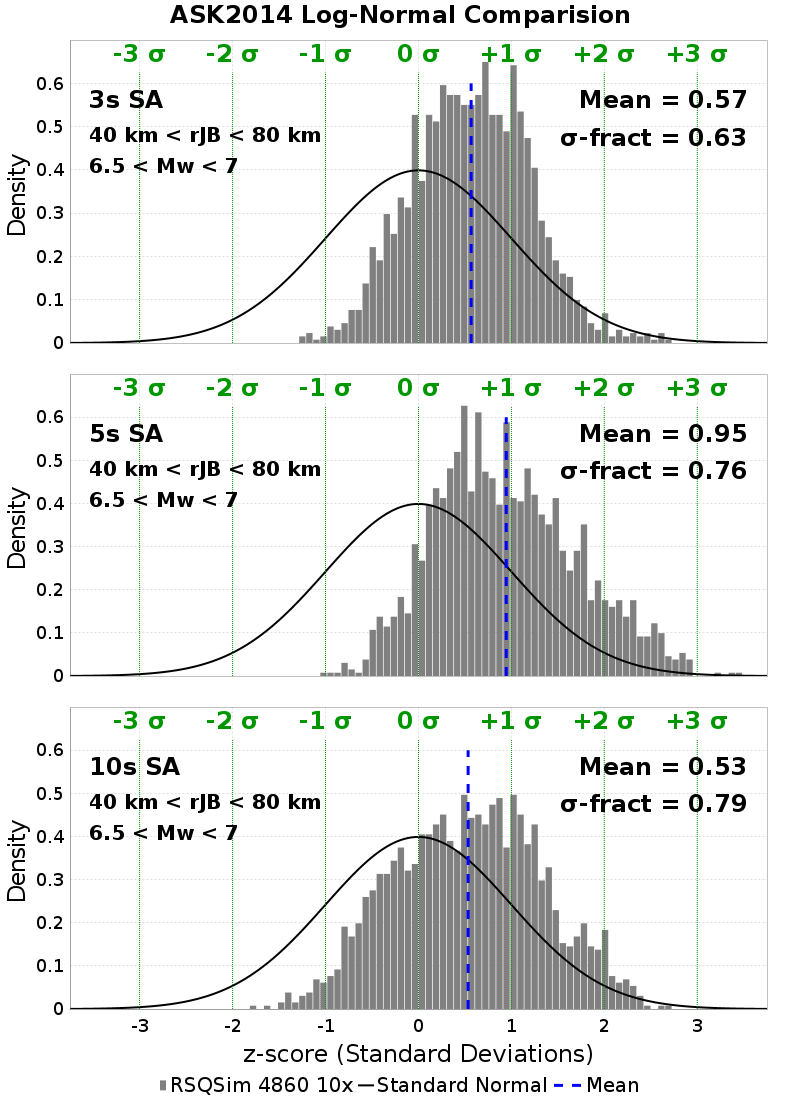 ASK2014 Log-Normal Comparision
-3 σ -2 σ -1 σ 0 σ +1 σ +2 σ +3 σ
0.6
3s SA
Mean = 0.57
0.5
40 km < rJB < 80 km
σ-fract = 0.63
0.4
6.5 < Mw < 7
0.3
0.2
0.1
0
Density
-3 σ -2 σ -1 σ 0 σ +1 σ +2 σ +3 σ
0.6
5s SA
Mean = 0.95
0.5
40 km < rJB < 80 km
σ-fract = 0.76
0.4
6.5 < Mw < 7
0.3
0.2
0.1
0
Density
-3 σ -2 σ -1 σ 0 σ +1 σ +2 σ +3 σ
0.6
10s SA
Mean = 0.53
0.5
40 km < rJB < 80 km
σ-fract = 0.79
0.4
6.5 < Mw < 7
0.3
0.2
0.1
0
Density
-3 -2 -1 0 1 2 3
z-score (Standard Deviations)
RSQSim 4860 10x Standard Normal Mean